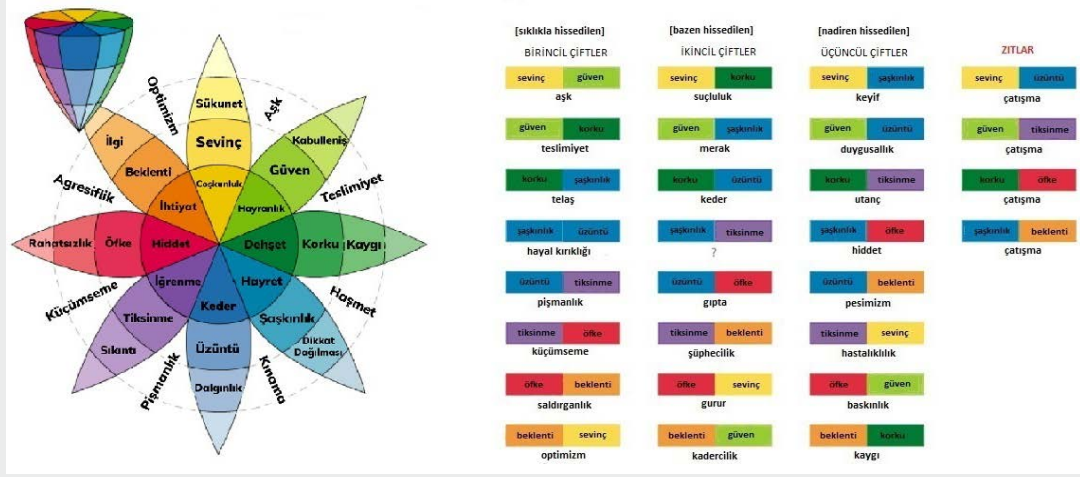 Sükunet
Sevinç
Coşkunluk
Optimizm
Aşk
İlgi
Beklenti
İhtiyat
Kabulleniş
Güven
Hayranlık
Agresiflik
Teslimiyet
Rahatsızlık Öfke Hiddet Dehşet Korku Kaygı
Küçümseme
İğrenme
Tiksinme
Sıkıntı
Keder
Üzüntü
Dalgınlık
Hayret
Şaşkınlık
Dikkat
Dağılması
Haşmet
Pişmanlık
Kınama
[sıklıkla hissedilen] [bazen hissedilen] [nadiren hissedilen]
BİRİNCİL ÇİFTLER İKİNCİL ÇİFTLER ÜÇÜNCÜL ÇİFTLER ZITLAR
sevinç güven sevinç korku sevinç şaşkınlık sevinç üzüntü
aşk suçluluk keyif çatışma
güven korku güven şaşkınlık güven üzüntü güven tiksinme
teslimiyet merak duygusallık çatışma
korku şaşkınlık korku üzüntü korku tiksinme korku öfke
telaş keder utanç çatışma
şaşkınlık üzüntü şaşkınlık tiksinme şaşkınlık öfke şaşkınlık beklenti
hayal kırıklığı ? hiddet çatışma
üzüntü tiksinme üzüntü öfke üzüntü beklenti
pişmanlık gıpta pesimizm
tiksinme öfke tiksinme beklenti tiksinme sevinç
küçümseme şüphecilik hastalıklılık
öfke beklenti öfke sevinç öfke güven
saldırganlık gurur baskınlık
beklenti sevinç beklenti güven beklenti korku
optimizm kadercilik kaygı